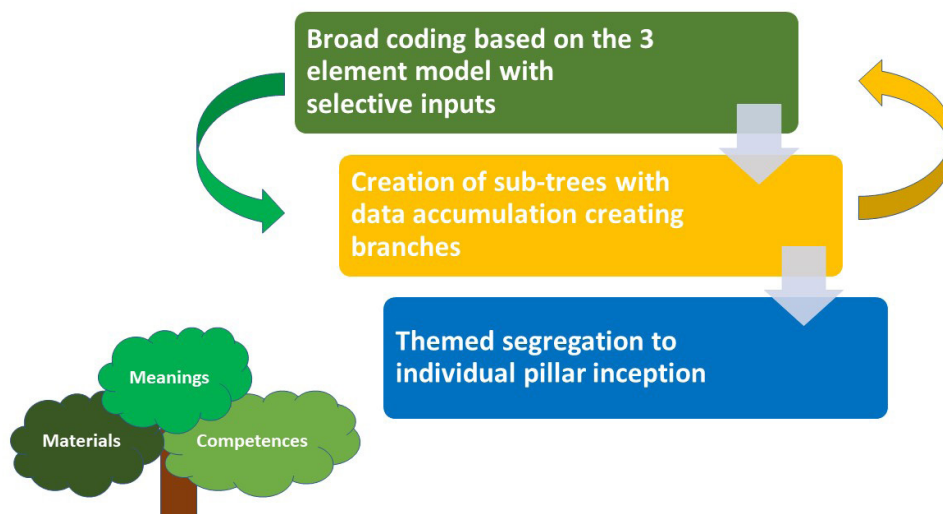 Broad coding based on the 3
element model with
selective inputs
Creation of sub-trees with
data accumulation creating
branches
Themed segregation to
individual pillar inception
Meanings
Materials
Competences